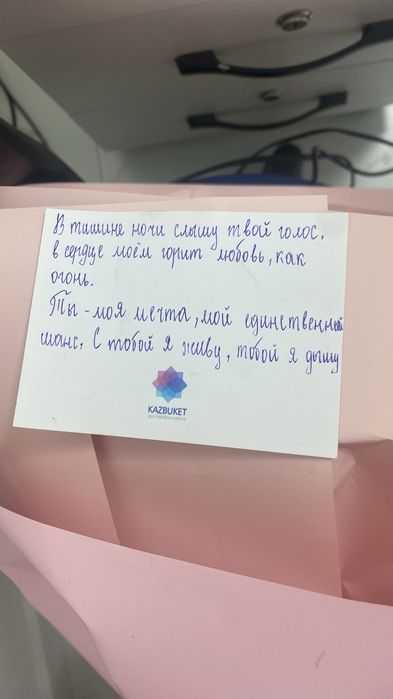 В тишине ночи слышу твой голос,
в сердце моём горит любовь, как
огонь.
Ты - моя мечта, мой единственный
шанс. С тобой я живу, тобой я дышу
KAZBUKET